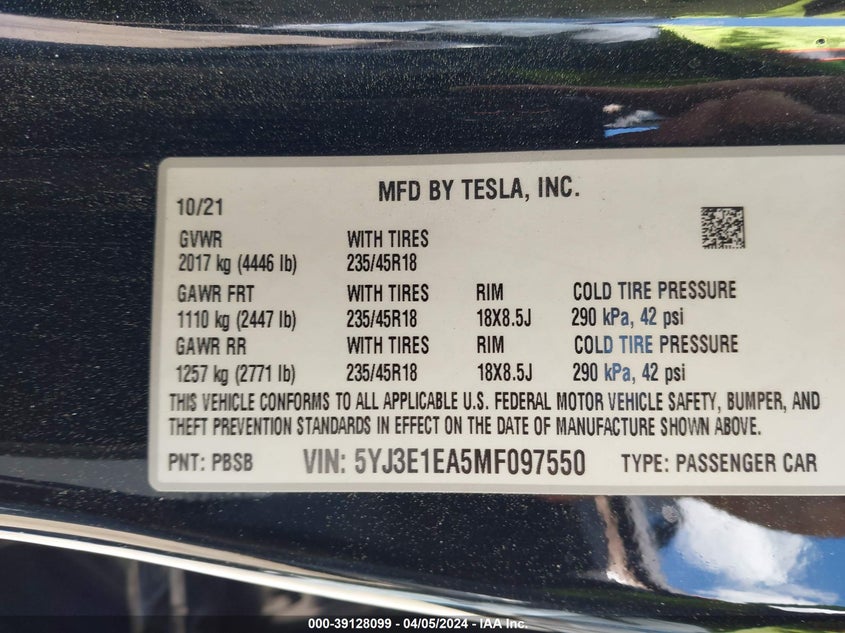 MFD BY TESLA, INC.
10/21
GVWR WITH TIRES
2017 kg (4446 lb) 235/45R18
GAWR FRT WITH TIRES RIM COLD TIRE PRESSURE
1110 kg (2447 lb) 235/45R18 18X8.5J 290 kPa, 42 psi
GAWR RR WITH TIRES RIM COLD TIRE PRESSURE
1257 kg (2771 lb) 235/45R18 18X8.5J 290 kPa, 42 psi
THIS VEHICLE CONFORMS TO ALL APPLICABLE U.S. FEDERAL MOTOR VEHICLE SAFETY, BUMPER, AND
THEFT PREVENTION STANDARDS IN EFFECT ON THE DATE OF MANUFACTURE SHOWN ABOVE.
PNT: PBSB VIN: 5YJ3E1EA5MF097550 TYPE: PASSENGER CAR
000-39128099 - 04/05/2024 - IAA Inc.